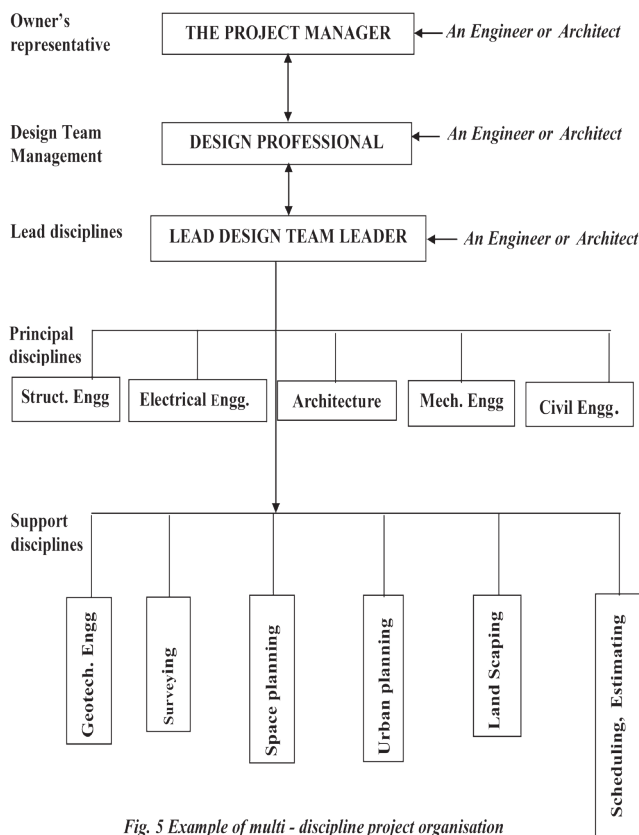 Owner's
representative
THE PROJECT MANAGER
An Engineer or Architect
Design Team
Management
DESIGN PROFESSIONAL
An Engineer or Architect
Lead disciplines
LEAD DESIGN TEAM LEADER
An Engineer or Architect
Principal
disciplines
Struct. Engg
Electrical Engg.
Architecture
Mech. Engg
Civil Engg.
Support
disciplines
Geotech. Engg
Surveying
Space planning
Urban planning
Land Scaping
Scheduling, Estimating
Fig. 5 Example of multi - discipline project organisation